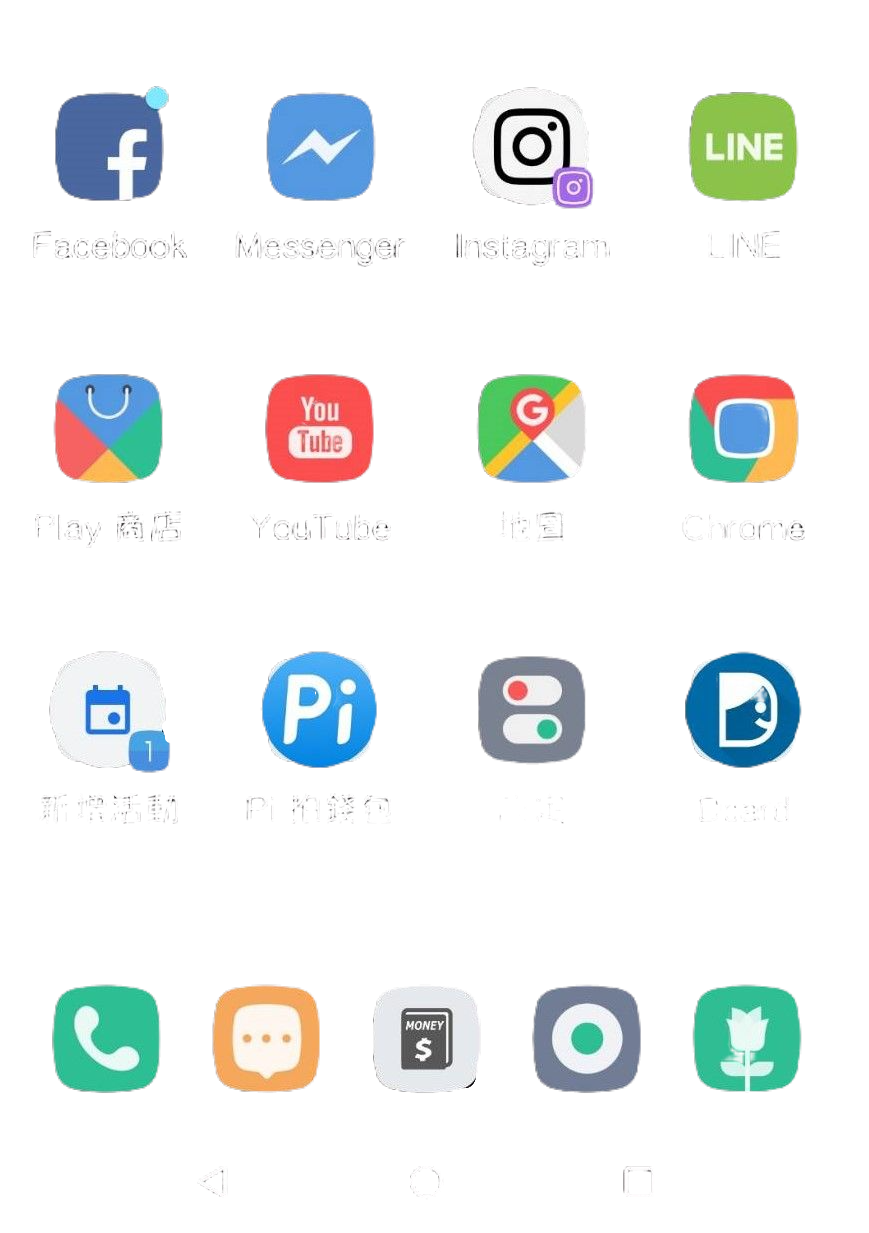 Facebook Messenger Instagram LINE
LINE
You
Tube
G
Play 商店 YouTube 地圖 Chrome
1
Pi
新增活動 Pi 拍錢包 Dcard
MONEY
$